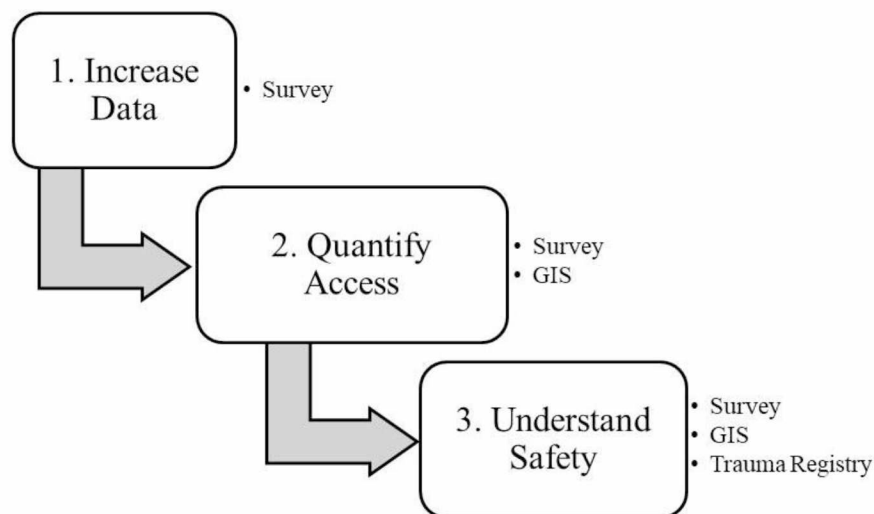 1. Increase
Data
• Survey
2. Quantify
Access
• Survey
• GIS
3. Understand
Safety
• Survey
• GIS
• Trauma Registry